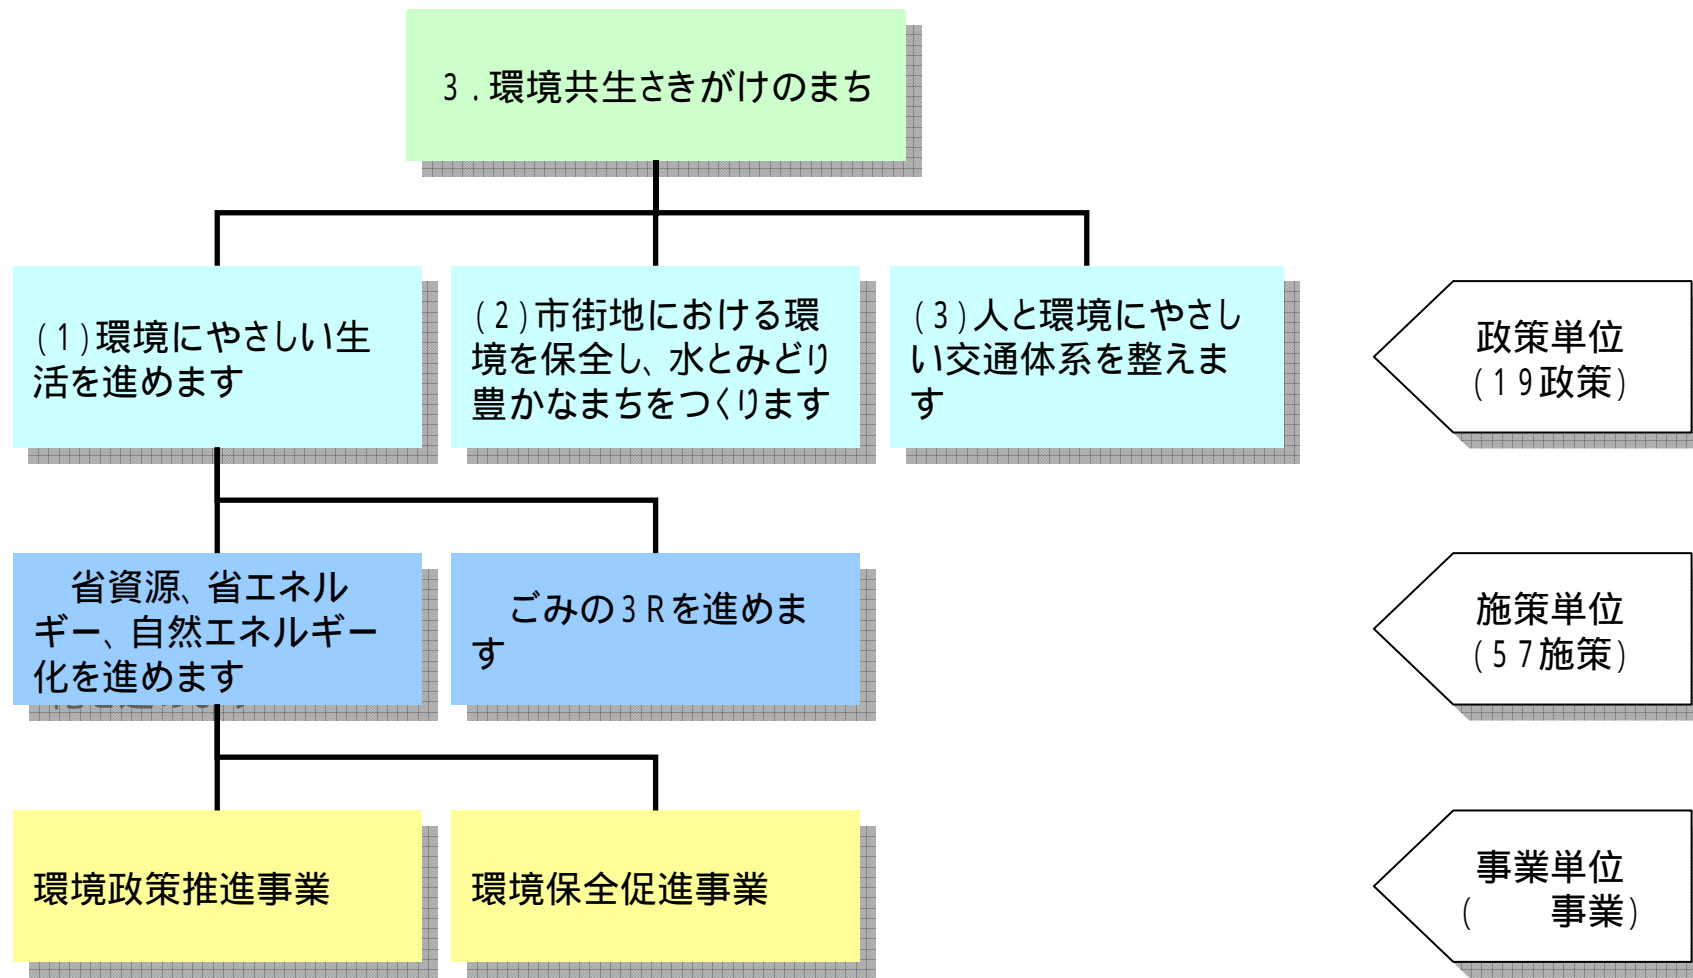 ３.環境共生さきがけのまち
(1)環境にやさしい生
活を進めます
(2)市街地における環
境を保全し、水とみどり
豊かなまちをつくります
(3)人と環境にやさし
い交通体系を整えま
す
政策単位
(19政策)
省資源、省エネル
ギー、自然エネルギー
化を進めます
ごみの3Rを進めま
す
施策単位
(57施策)
環境政策推進事業
環境保全促進事業
事業単位
(　　事業)